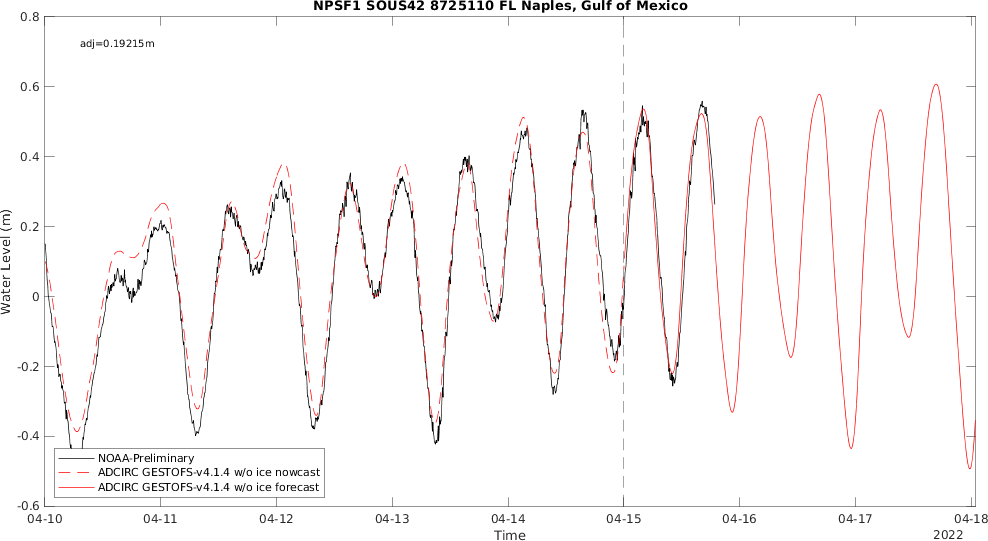 NPSF1 SOUS42 8725110 FL Naples, Gulf of Mexico
0.8
adj=0.19215m
0.6
0.4
0.2
0
-0.2
-0.4
-0.6
Water Level (m)
NOAA-Preliminary
ADCIRC GESTOFS-v4.1.4 w/o ice nowcast
ADCIRC GESTOFS-v4.1.4 w/o ice forecast
04-10 04-11 04-12 04-13 04-14 04-15 04-16 04-17 04-18
Time
2022